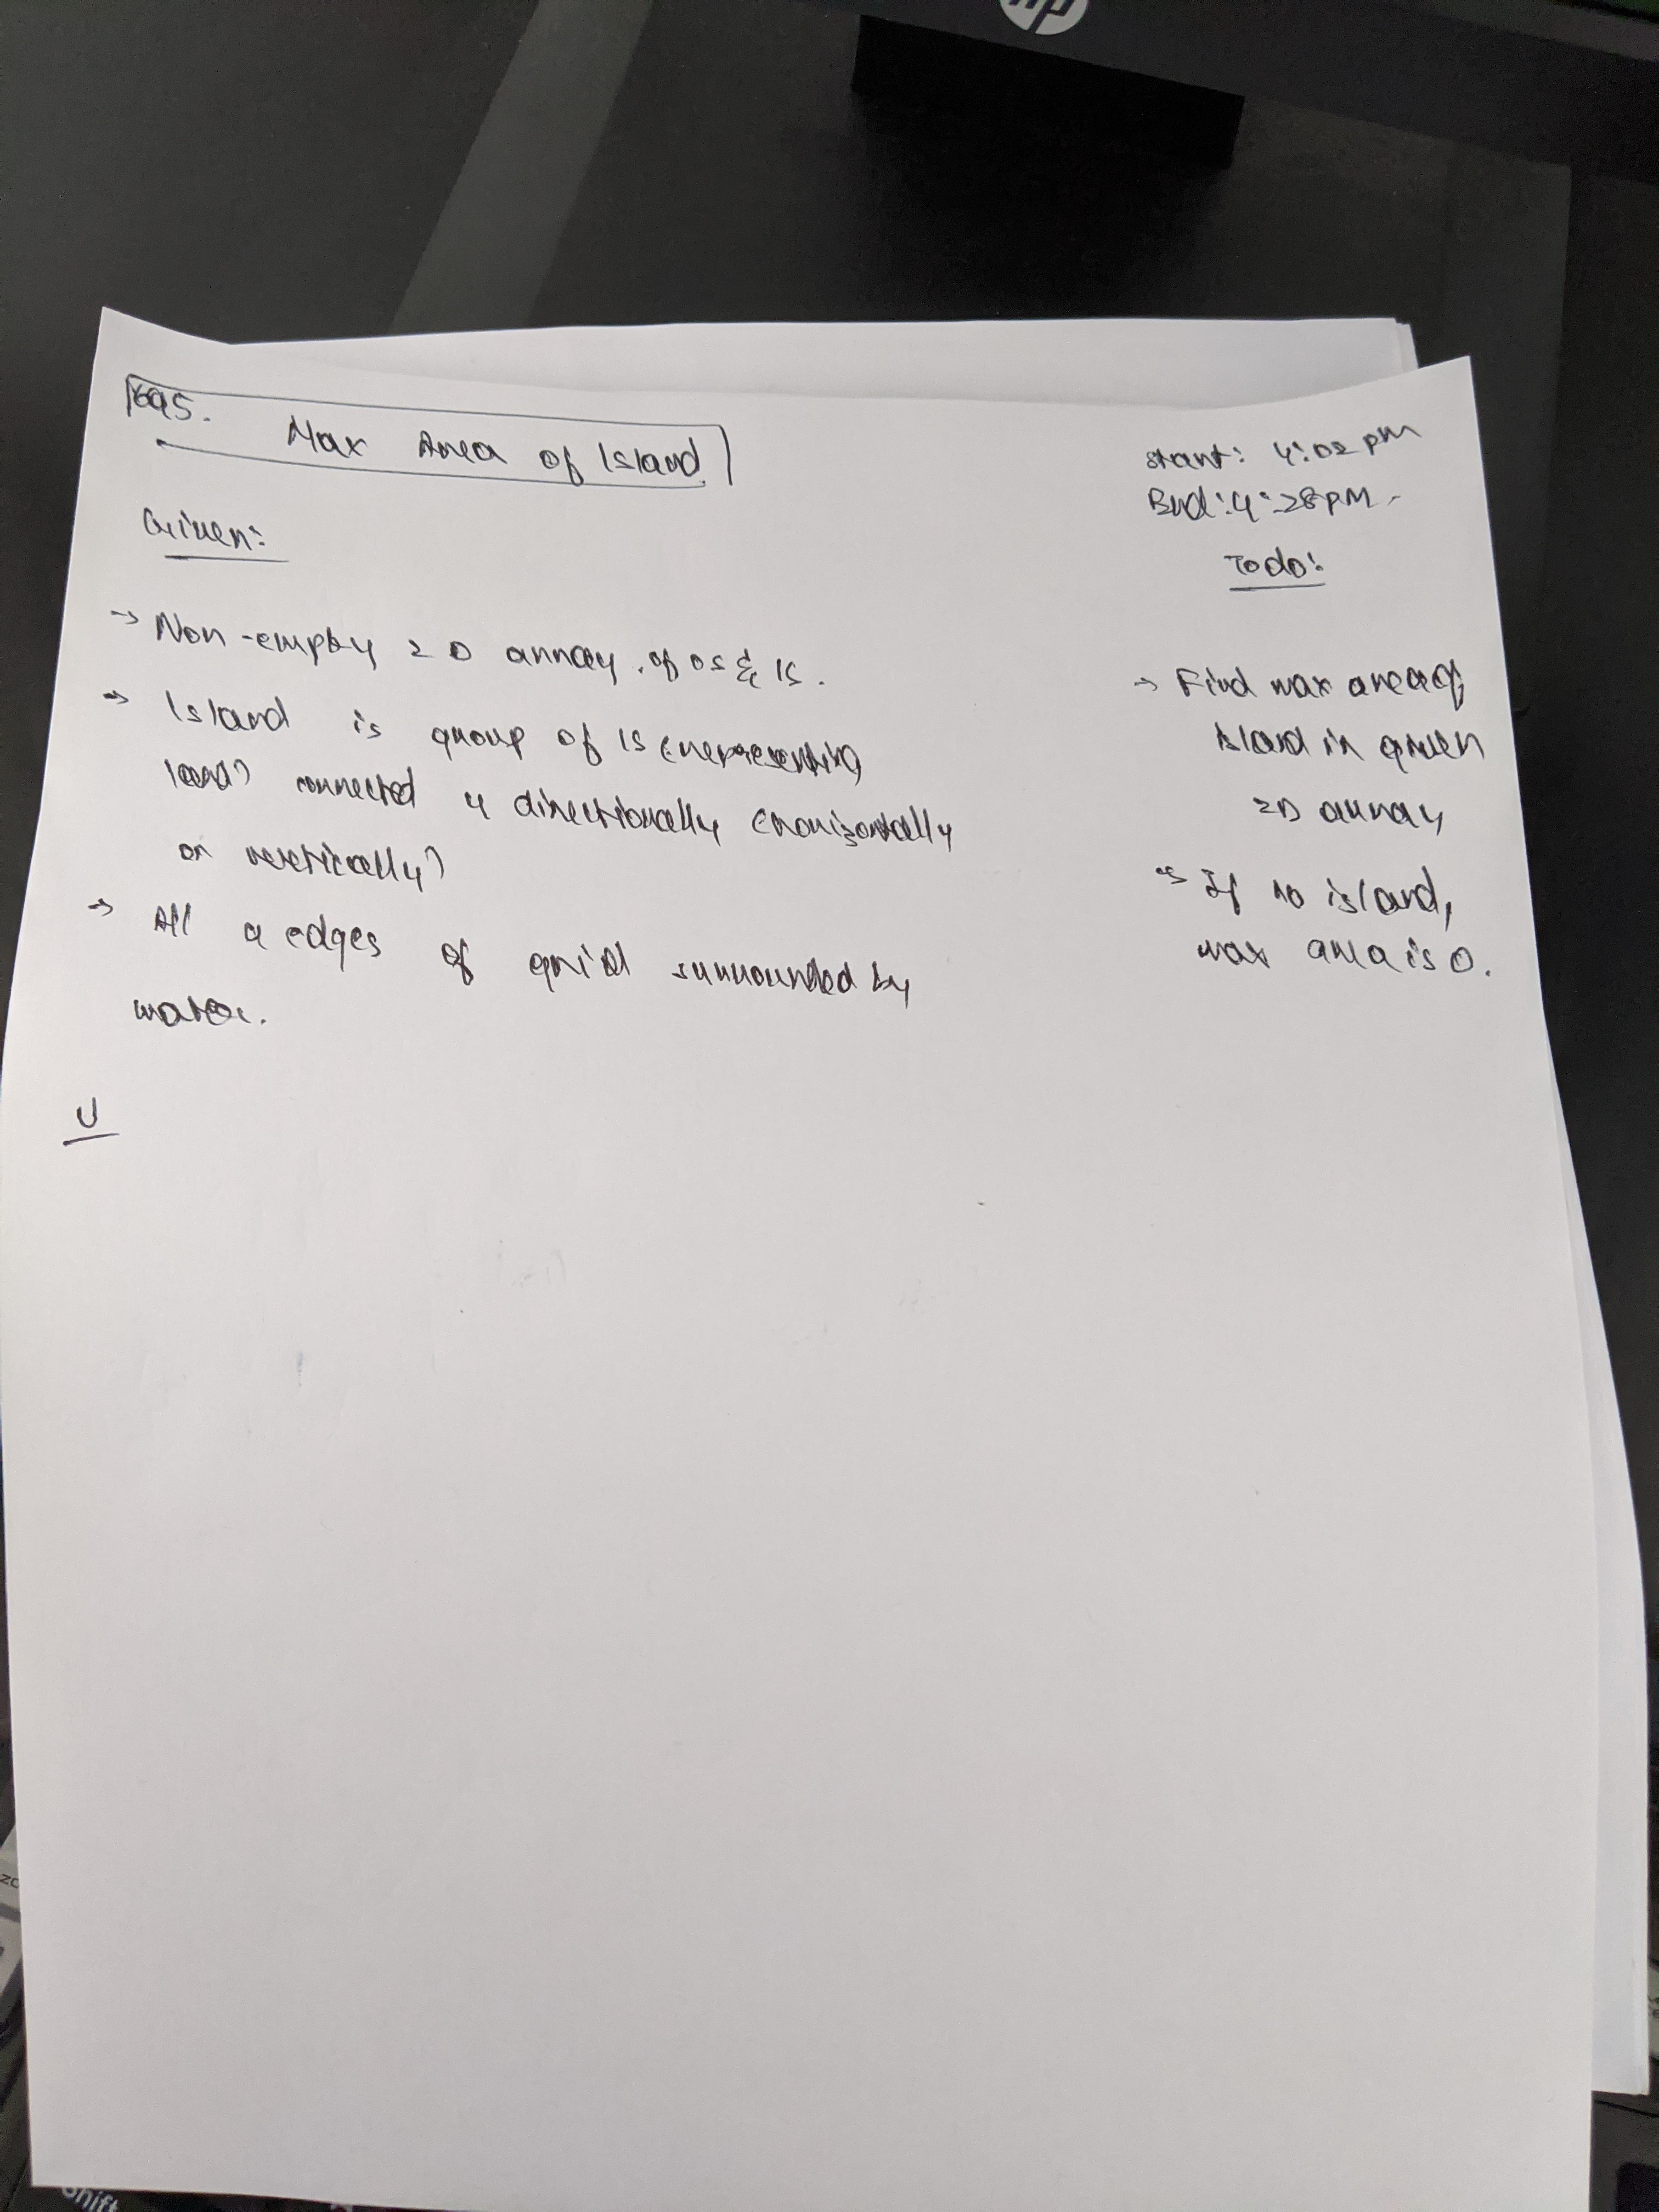 hp
695.
Max Area of Island
Start: 4:02 pm
End: 4:28 pm
Given:
Todo:
→ Non-empty 2D array of 0s & 1s.
→ Island is group of 1s (representing
land) connected 4 directionally (horizontally
or vertically)
→ All 4 edges of grid surrounded by
water.
→ Find max area of
island in given
2D array
→ If no island,
max area is 0.
U
Shift